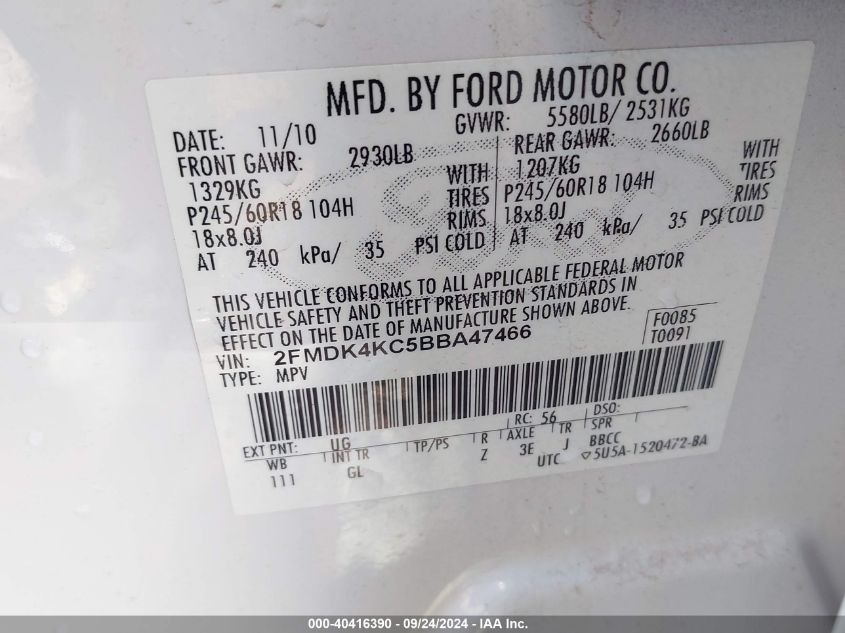 MFD. BY FORD MOTOR CO.
DATE: 11/10 GVWR: 5580LB/ 2531KG
FRONT GAWR: 2930LB REAR GAWR: 2660LB
1329KG WITH 1207KG WITH
P245/60R18 104H TIRES P245/60R18 104H TIRES
18x8.0J RIMS 18x8.0J RIMS
AT 240 kPa/ 35 PSI COLD AT 240 kPa/ 35 PSI COLD
THIS VEHICLE CONFORMS TO ALL APPLICABLE FEDERAL MOTOR
VEHICLE SAFETY AND THEFT PREVENTION STANDARDS IN
EFFECT ON THE DATE OF MANUFACTURE SHOWN ABOVE.
VIN: 2FMDK4KC5BBA47466 F0085
TYPE: MPV T0091
EXT PNT: UG RC: 56 DSO:
WB INT TR TP/PS R AXLE TR SPR
111 GL Z 3E J BBCC
UTC ▽5U5A-1520472-BA
000-40416390 - 09/24/2024 - IAA Inc.